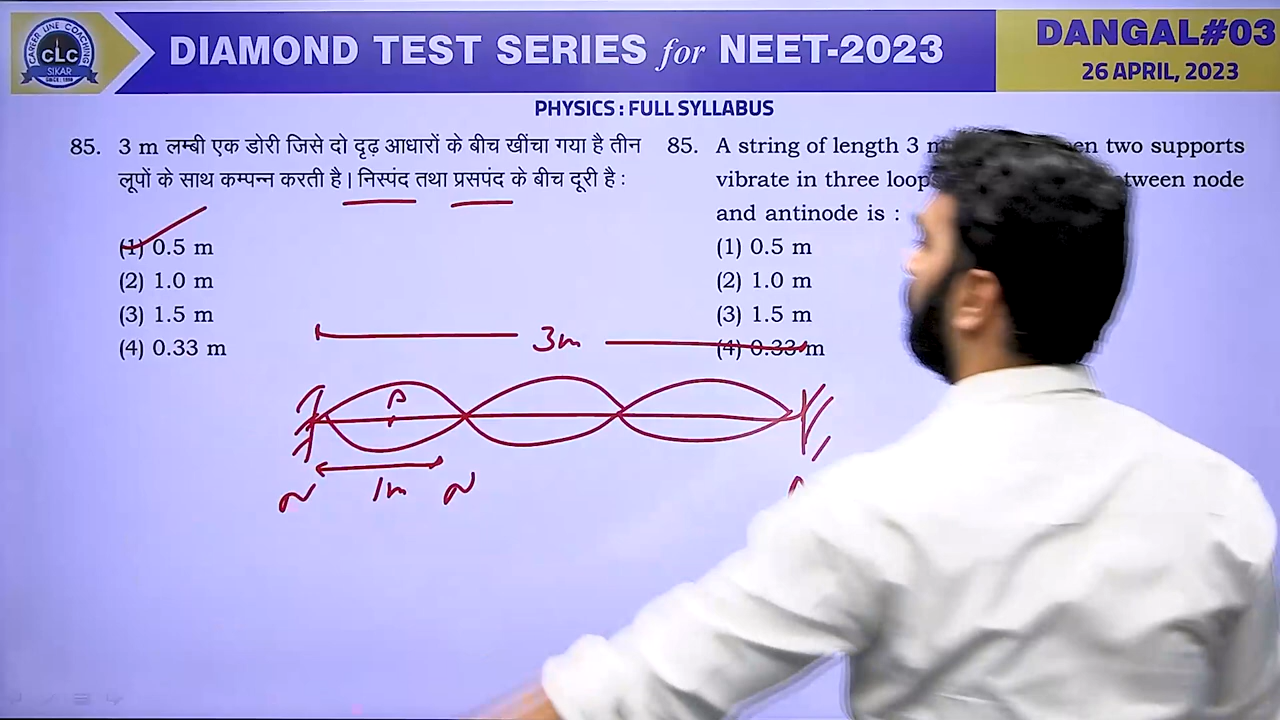 CAREER LINE COACHING
CLC
SIKAR
SINCE : 1996
DIAMOND TEST SERIES for NEET-2023
DANGAL#03
26 APRIL, 2023
PHYSICS : FULL SYLLABUS
85. 3 m लम्बी एक डोरी जिसे दो दृढ़ आधारों के बीच खींचा गया है तीन
लूपों के साथ कम्पन्न करती है। निस्पंद तथा प्रसपंद के बीच दूरी है :
(1) 0.5 m
(2) 1.0 m
(3) 1.5 m
(4) 0.33 m
85. A string of length 3 m two supports
vibrate in three loops node
and antinode is :
(1) 0.5 m
(2) 1.0 m
(3) 1.5 m
(4) 0.33 m
3m
A
N 1m N